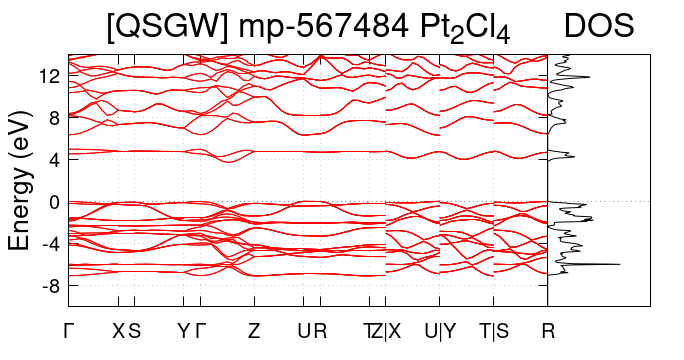 [QSGW] mp-567484 Pt₂Cl₄ DOS
Energy (eV)
12
8
4
0
-4
-8
Γ X S Y Γ Z U R T Z|X U|Y T|S R